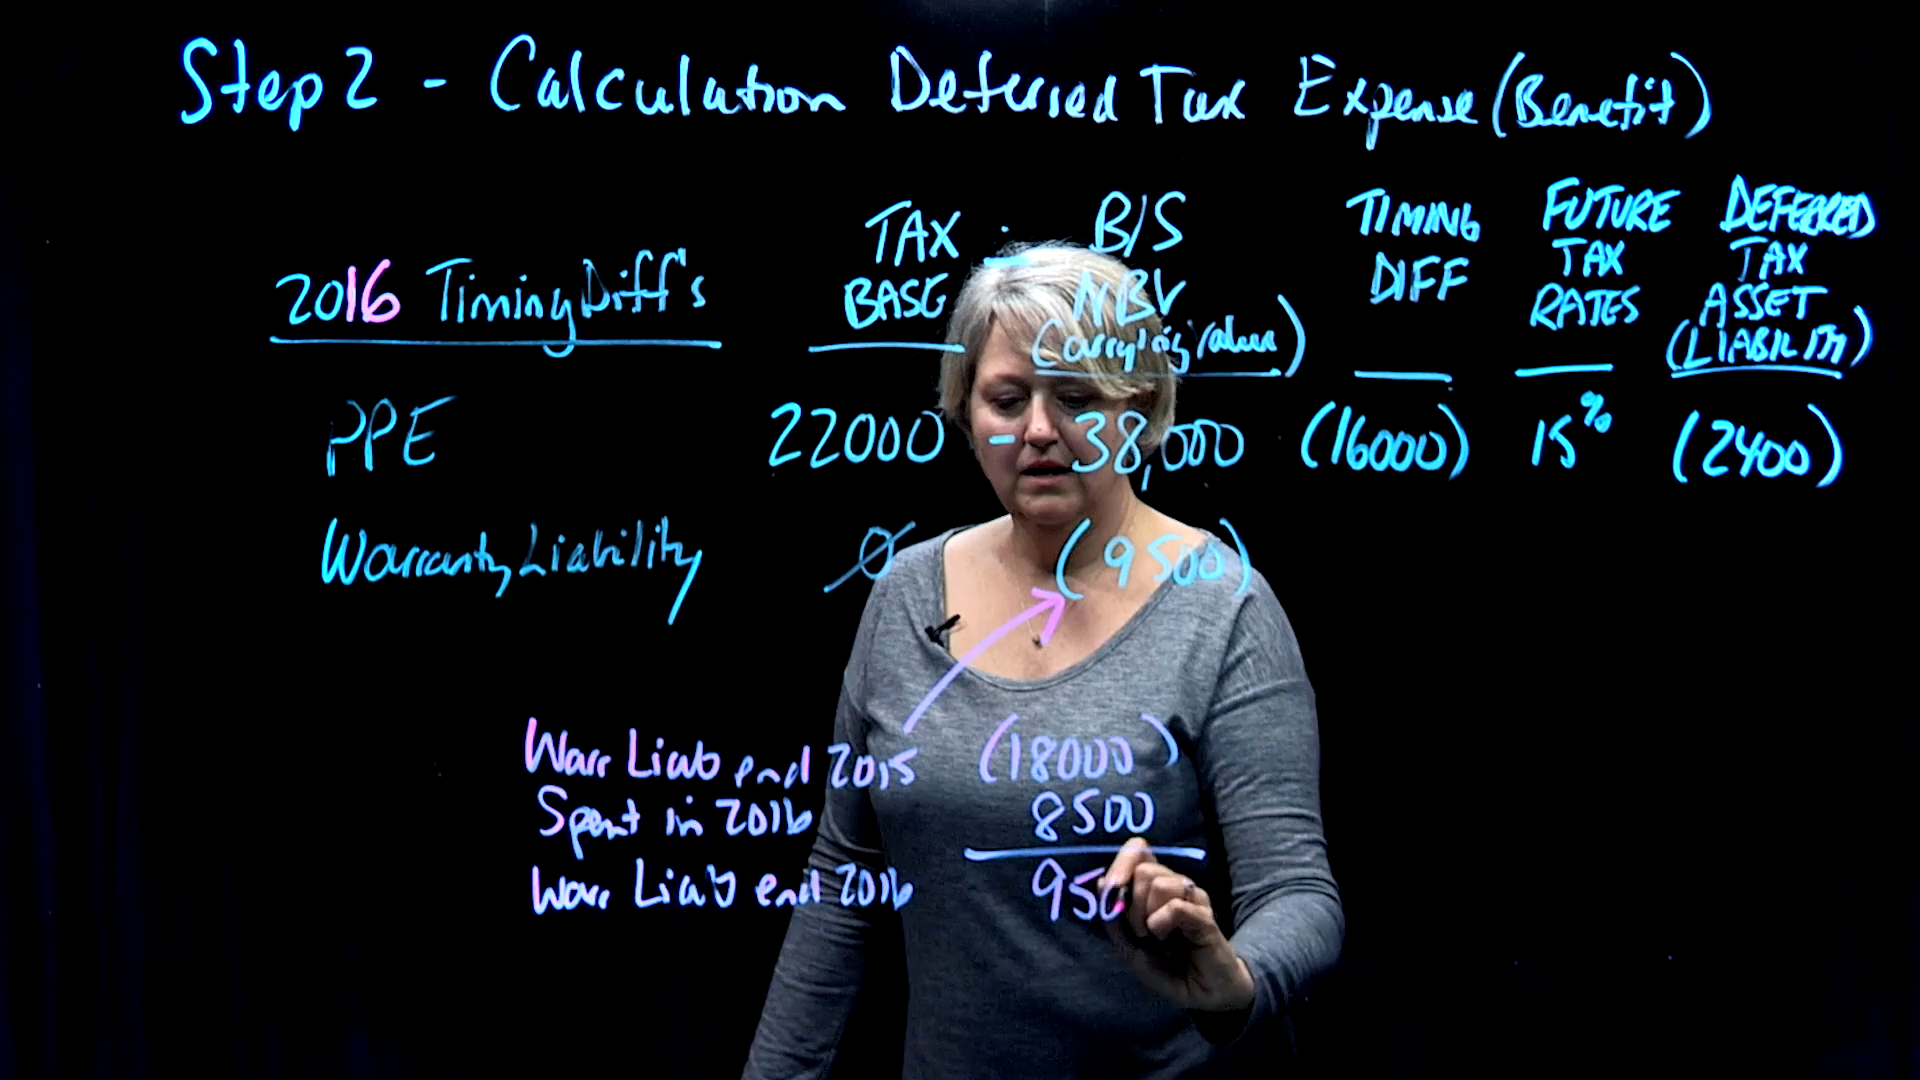 Step 2 - Calculation Deferred Tax Expense (Benefit)
2016 Timing Diff's
TAX BASE
-
B/S NBV (Carrying Value)
TIMING DIFF
FUTURE TAX RATES
DEFERRED TAX ASSET (LIABILITY)
PPE 22000 - 38,000 (16000) 15% (2400)
Warranty Liability 0 (9500)
Warr Liab end 2015 (18000)
Spent in 2016 8500
Warr Liab end 2016 950